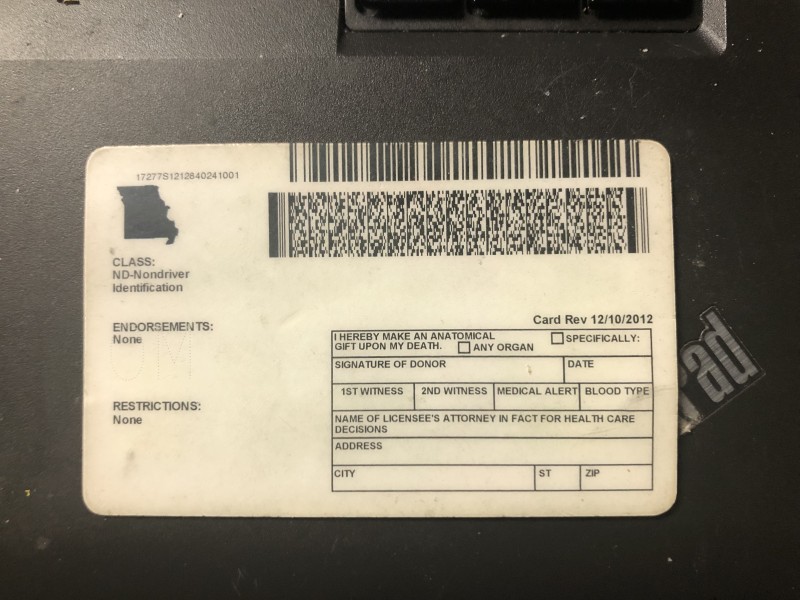 17277S1212840241001
CLASS:
ND-Nondriver
Identification
ENDORSEMENTS:
None
RESTRICTIONS:
None
Card Rev 12/10/2012
I HEREBY MAKE AN ANATOMICAL
GIFT UPON MY DEATH. ANY ORGAN SPECIFICALLY:
SIGNATURE OF DONOR DATE
1ST WITNESS 2ND WITNESS MEDICAL ALERT BLOOD TYPE
NAME OF LICENSEE'S ATTORNEY IN FACT FOR HEALTH CARE
DECISIONS
ADDRESS
CITY ST ZIP
rad